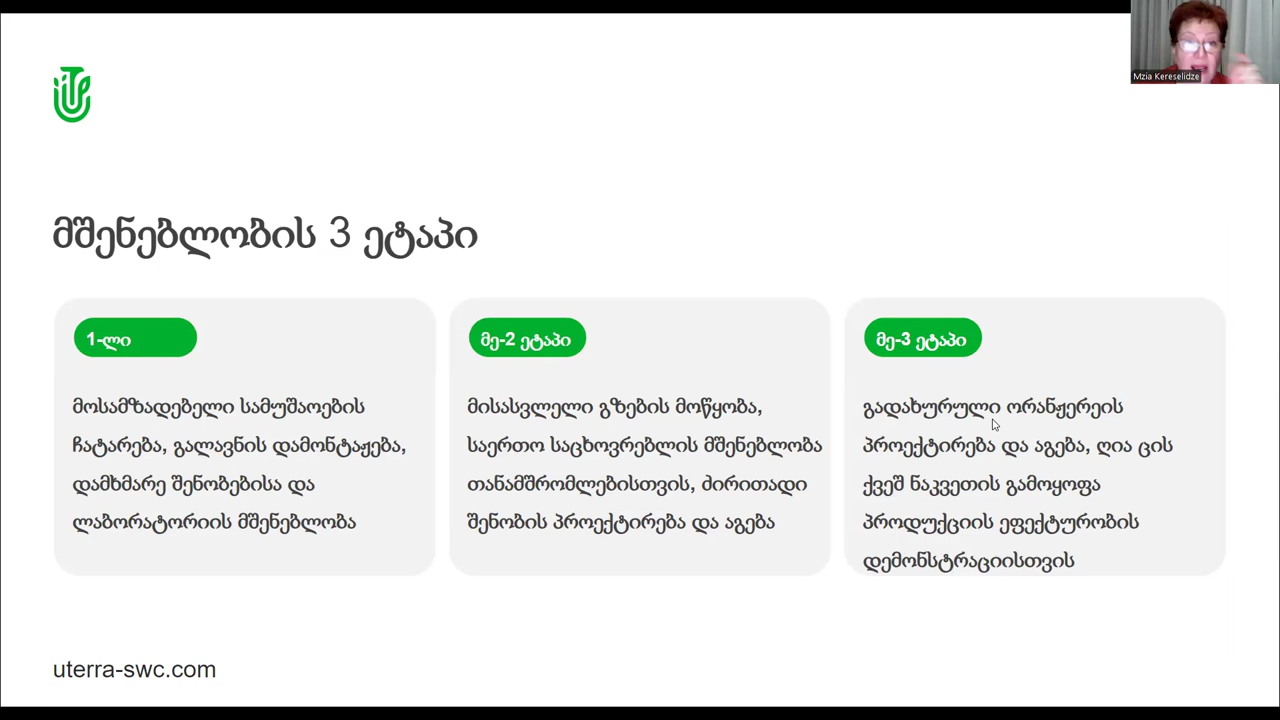 Mzia Kereselidze
მშენებლობის 3 ეტაპი
1-ლი
მოსამზადებელი სამუშაოების
ჩატარება, გალავნის დამონტაჟება,
დამხმარე შენობებისა და
ლაბორატორიის მშენებლობა
მე-2 ეტაპი
მისასვლელი გზების მოწყობა,
საერთო საცხოვრებლის მშენებლობა
თანამშრომლებისთვის, ძირითადი
შენობის პროექტირება და აგება
მე-3 ეტაპი
გადახურული ორანჟერეის
პროექტირება და აგება, ღია ცის
ქვეშ ნაკვეთის გამოყოფა
პროდუქციის ეფექტურობის
დემონსტრაციისთვის
uterra-swc.com